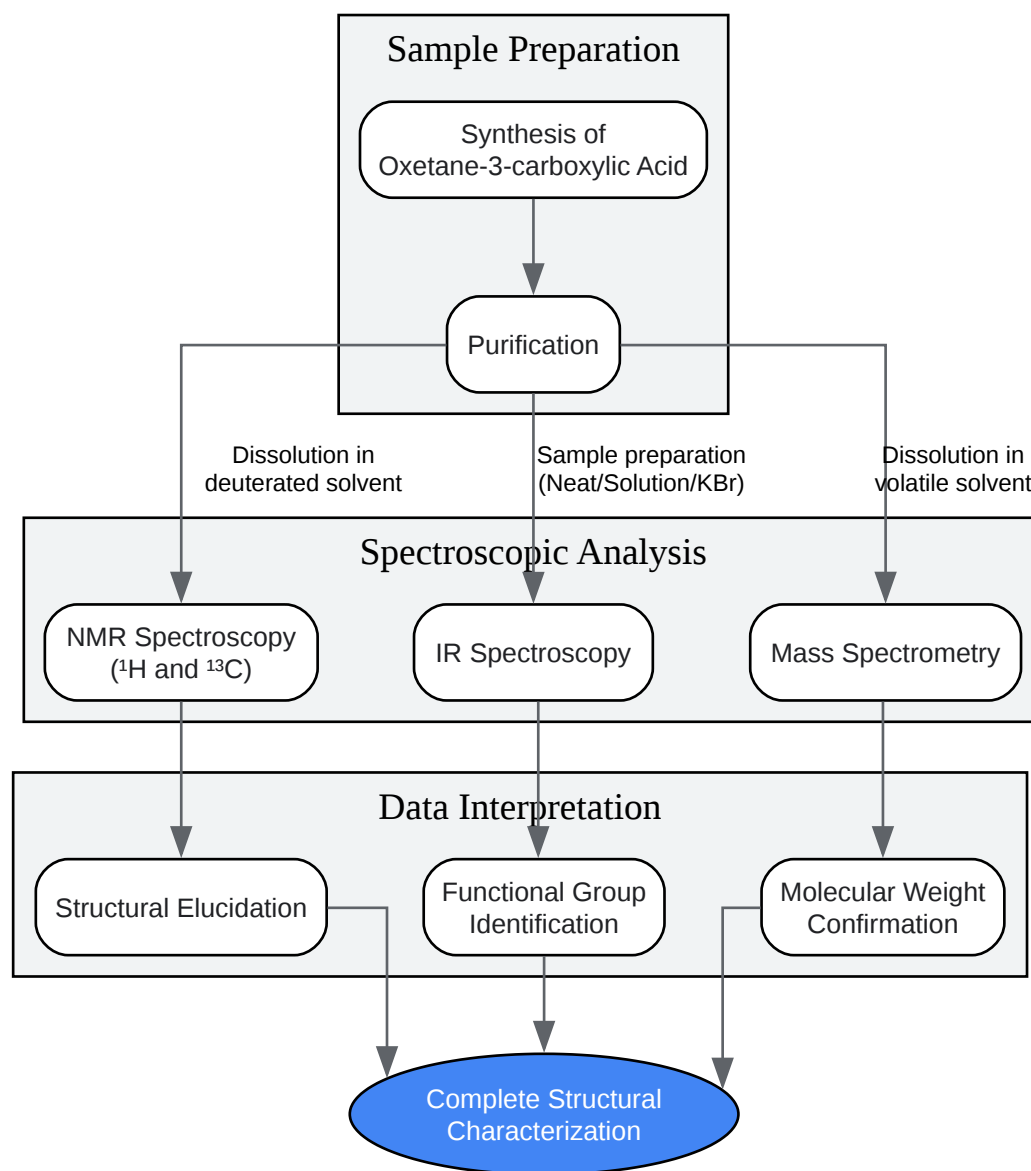 Sample Preparation
Synthesis of
Oxetane-3-carboxylic Acid
Purification
Dissolution in
deuterated solvent
Sample preparation
(Neat/Solution/KBr)
Dissolution in
volatile solvent
Spectroscopic Analysis
NMR Spectroscopy
(¹H and ¹³C)
IR Spectroscopy
Mass Spectrometry
Data Interpretation
Structural Elucidation
Functional Group
Identification
Molecular Weight
Confirmation
Complete Structural
Characterization